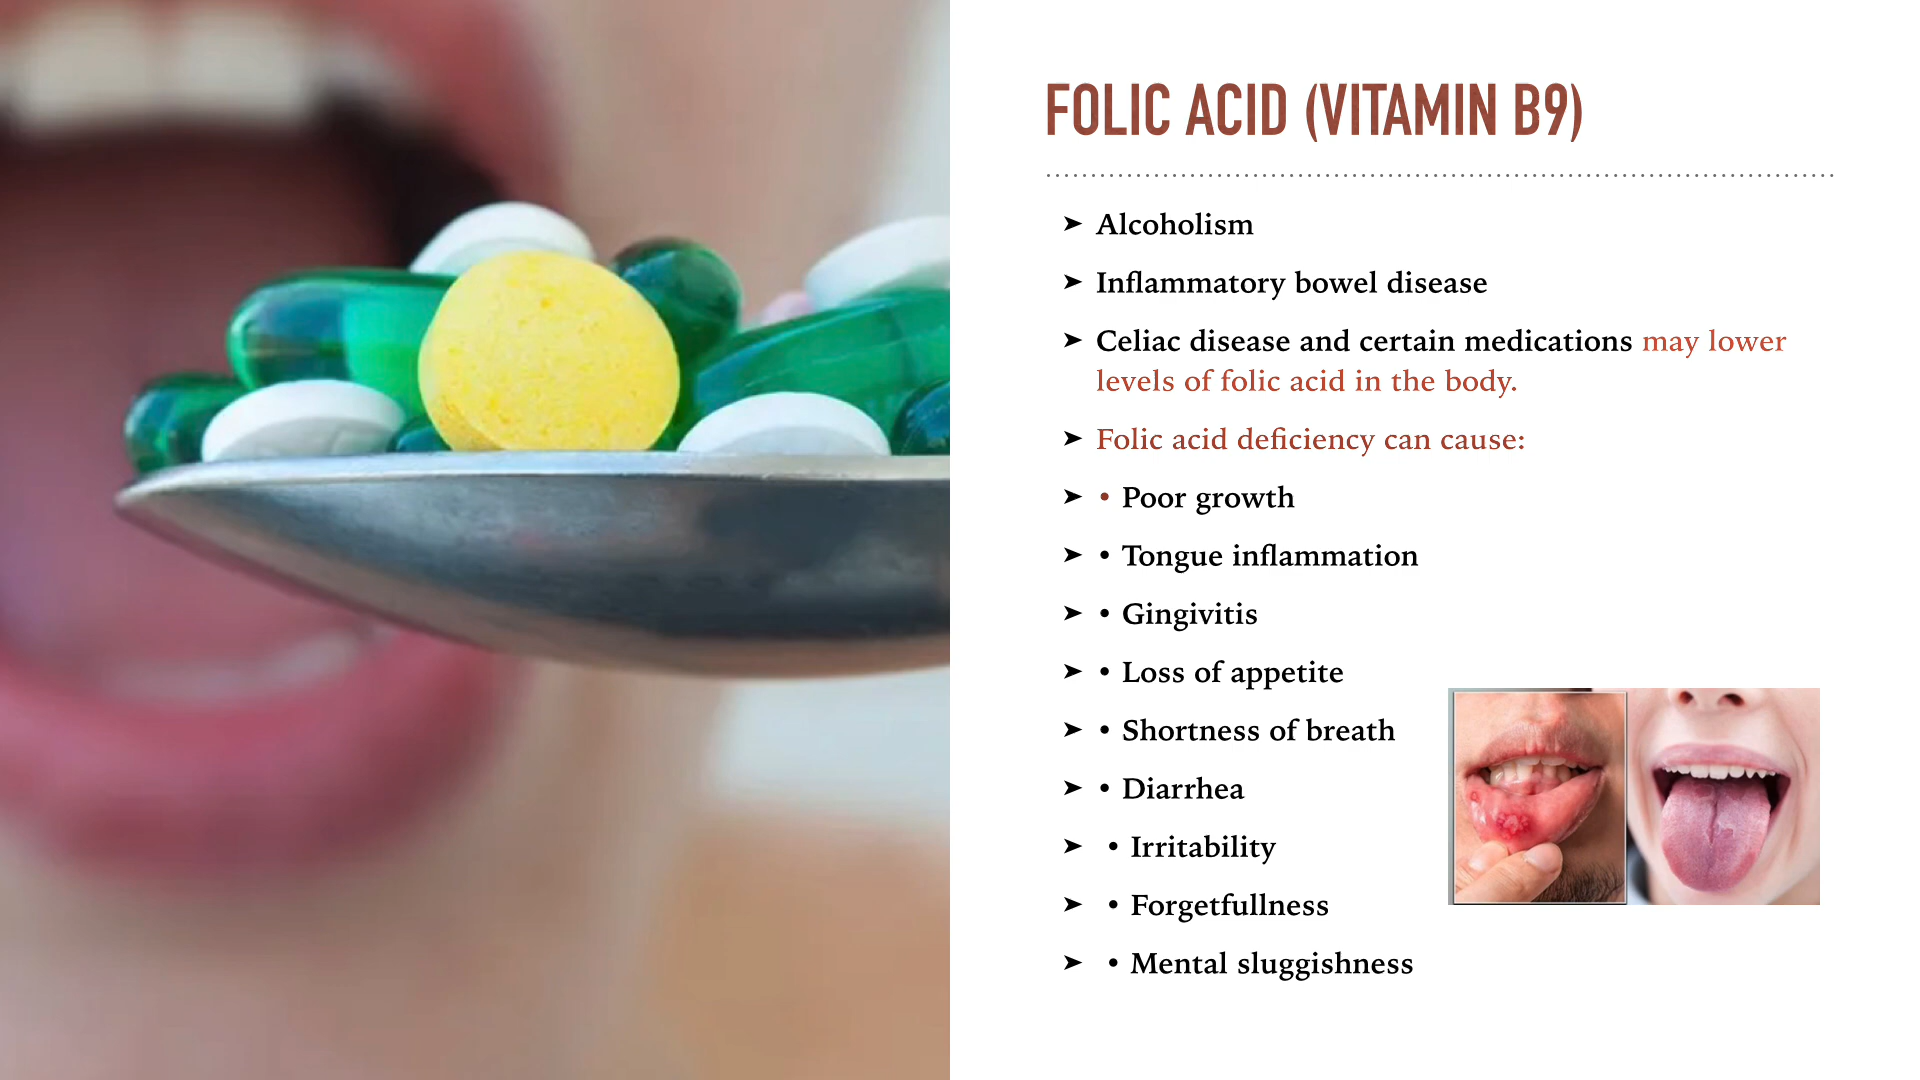 FOLIC ACID (VITAMIN B9)
➤ Alcoholism
➤ Inflammatory bowel disease
➤ Celiac disease and certain medications may lower
levels of folic acid in the body.
➤ Folic acid deficiency can cause:
➤ • Poor growth
➤ • Tongue inflammation
➤ • Gingivitis
➤ • Loss of appetite
➤ • Shortness of breath
➤ • Diarrhea
➤ • Irritability
➤ • Forgetfullness
➤ • Mental sluggishness